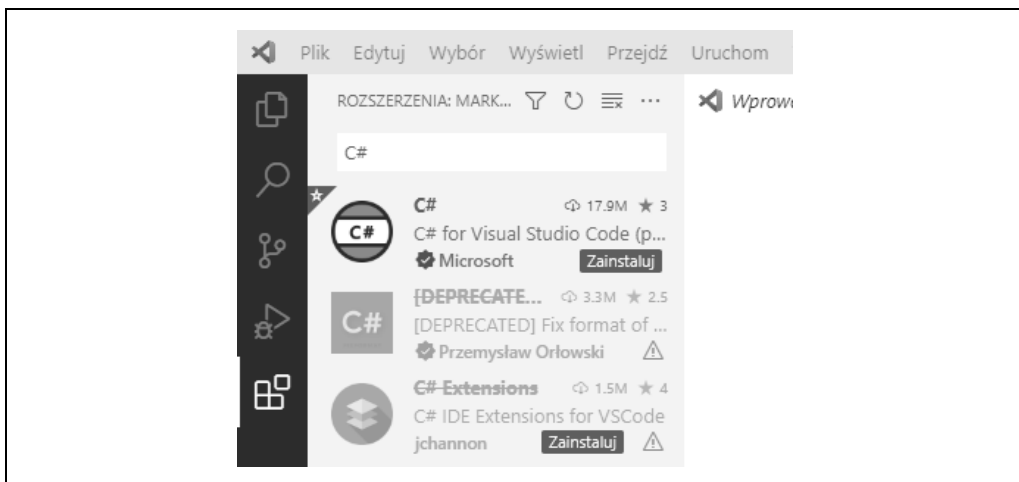 Plik Edytuj Wybór Wyświetl Przejdź Uruchom
ROZSZERZENIA: MARK... Wprowa
C#
C# 17.9M ★ 3
C#
C# for Visual Studio Code (p...
Microsoft Zainstaluj
[DEPRECATE... 3.3M ★ 2.5
C#
[DEPRECATED] Fix format of ...
Przemysław Orłowski
C# Extensions 1.5M ★ 4
C# IDE Extensions for VSCode
jchannon Zainstaluj